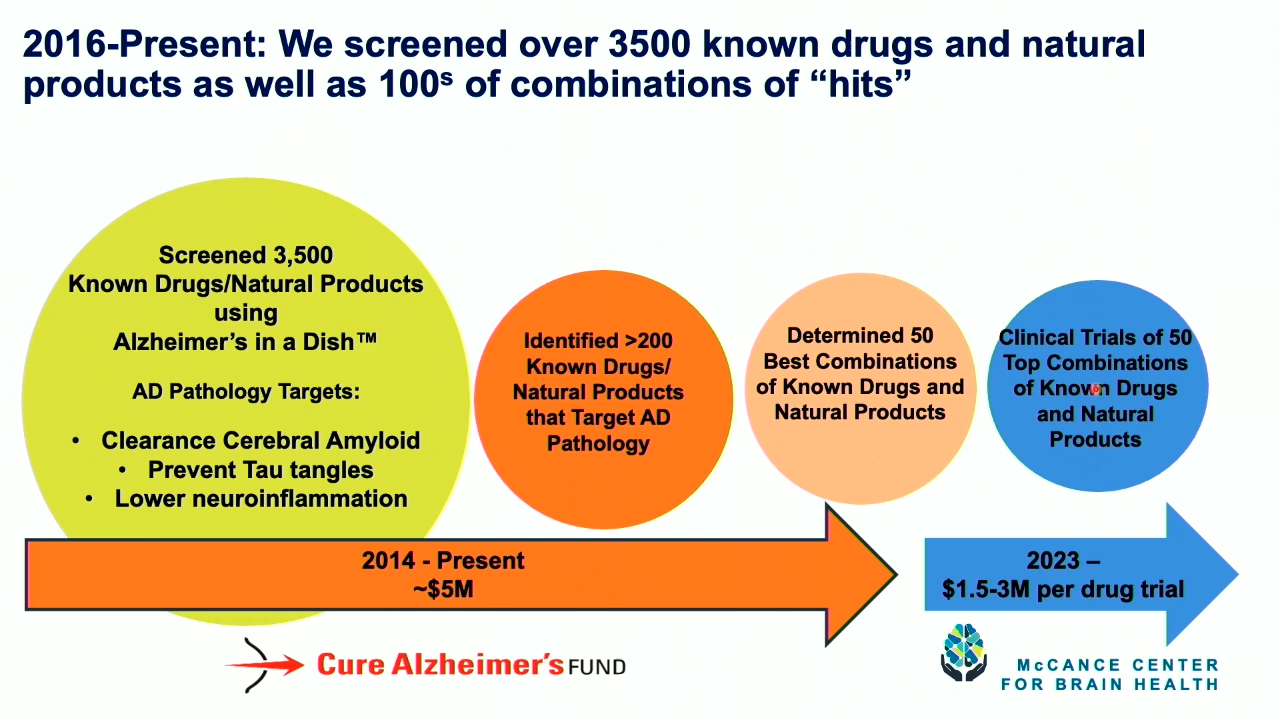 2016-Present: We screened over 3500 known drugs and natural
products as well as 100s of combinations of “hits”
Screened 3,500
Known Drugs/Natural Products
using
Alzheimer’s in a Dish™
AD Pathology Targets:
• Clearance Cerebral Amyloid
• Prevent Tau tangles
• Lower neuroinflammation
Identified >200
Known Drugs/
Natural Products
that Target AD
Pathology
Determined 50
Best Combinations
of Known Drugs and
Natural Products
Clinical Trials of 50
Top Combinations
of Known Drugs
and Natural
Products
2014 - Present
~$5M
2023 –
$1.5-3M per drug trial
Cure Alzheimer’s FUND
McCANCE CENTER
FOR BRAIN HEALTH